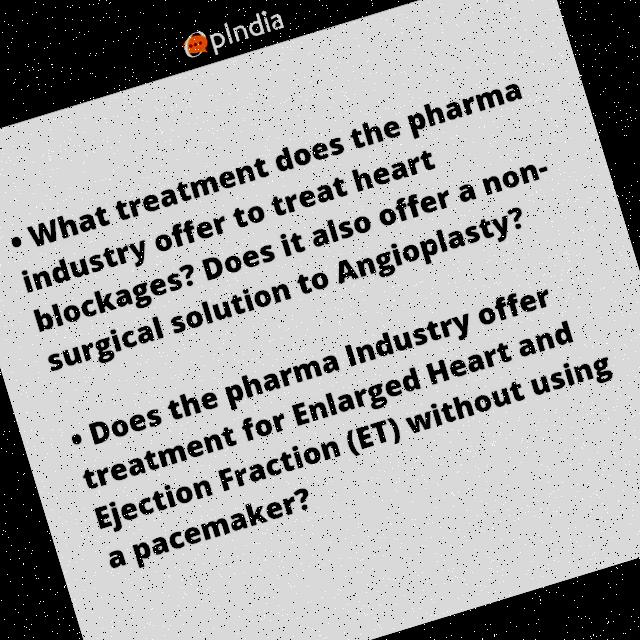 OpIndia
• What treatment does the pharma
industry offer to treat heart
blockages? Does it also offer a non-
surgical solution to Angioplasty?
• Does the pharma Industry offer
treatment for Enlarged Heart and
Ejection Fraction (ET) without using
a pacemaker?